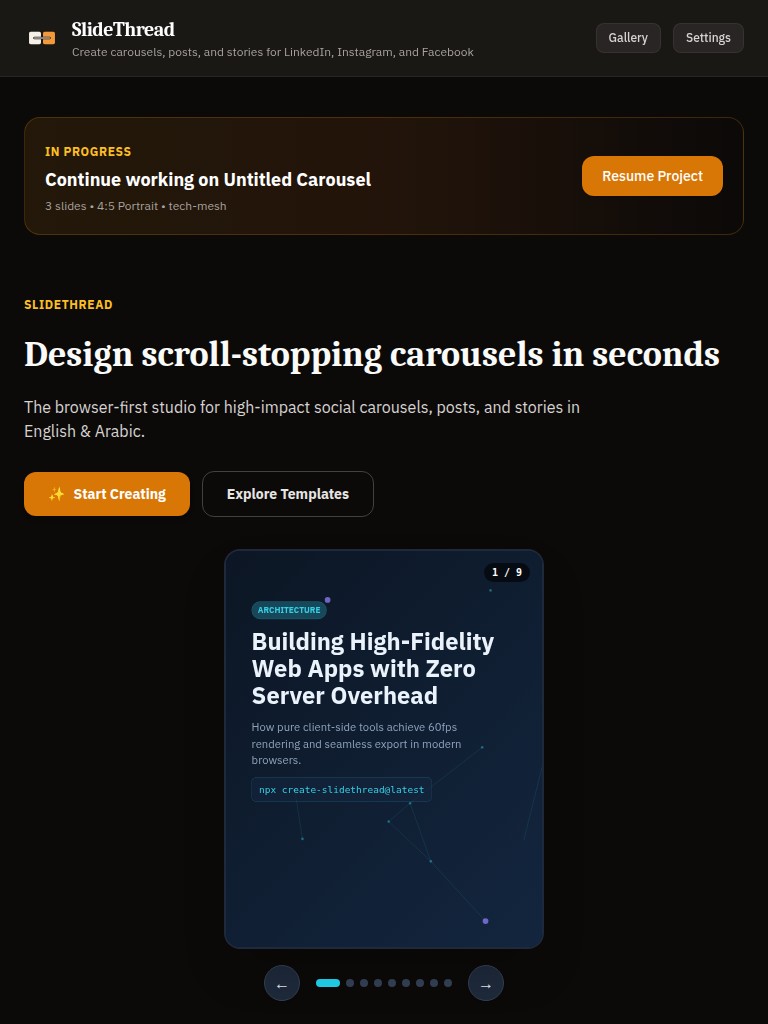 SlideThread
Create carousels, posts, and stories for LinkedIn, Instagram, and Facebook
Gallery
Settings
IN PROGRESS
Continue working on Untitled Carousel
3 slides • 4:5 Portrait • tech-mesh
Resume Project
SLIDETHREAD
Design scroll-stopping carousels in seconds
The browser-first studio for high-impact social carousels, posts, and stories in
English & Arabic.
✨ Start Creating
Explore Templates
1 / 9
ARCHITECTURE
Building High-Fidelity
Web Apps with Zero
Server Overhead
How pure client-side tools achieve 60fps
rendering and seamless export in modern
browsers.
npx create-slidethread@latest
← →